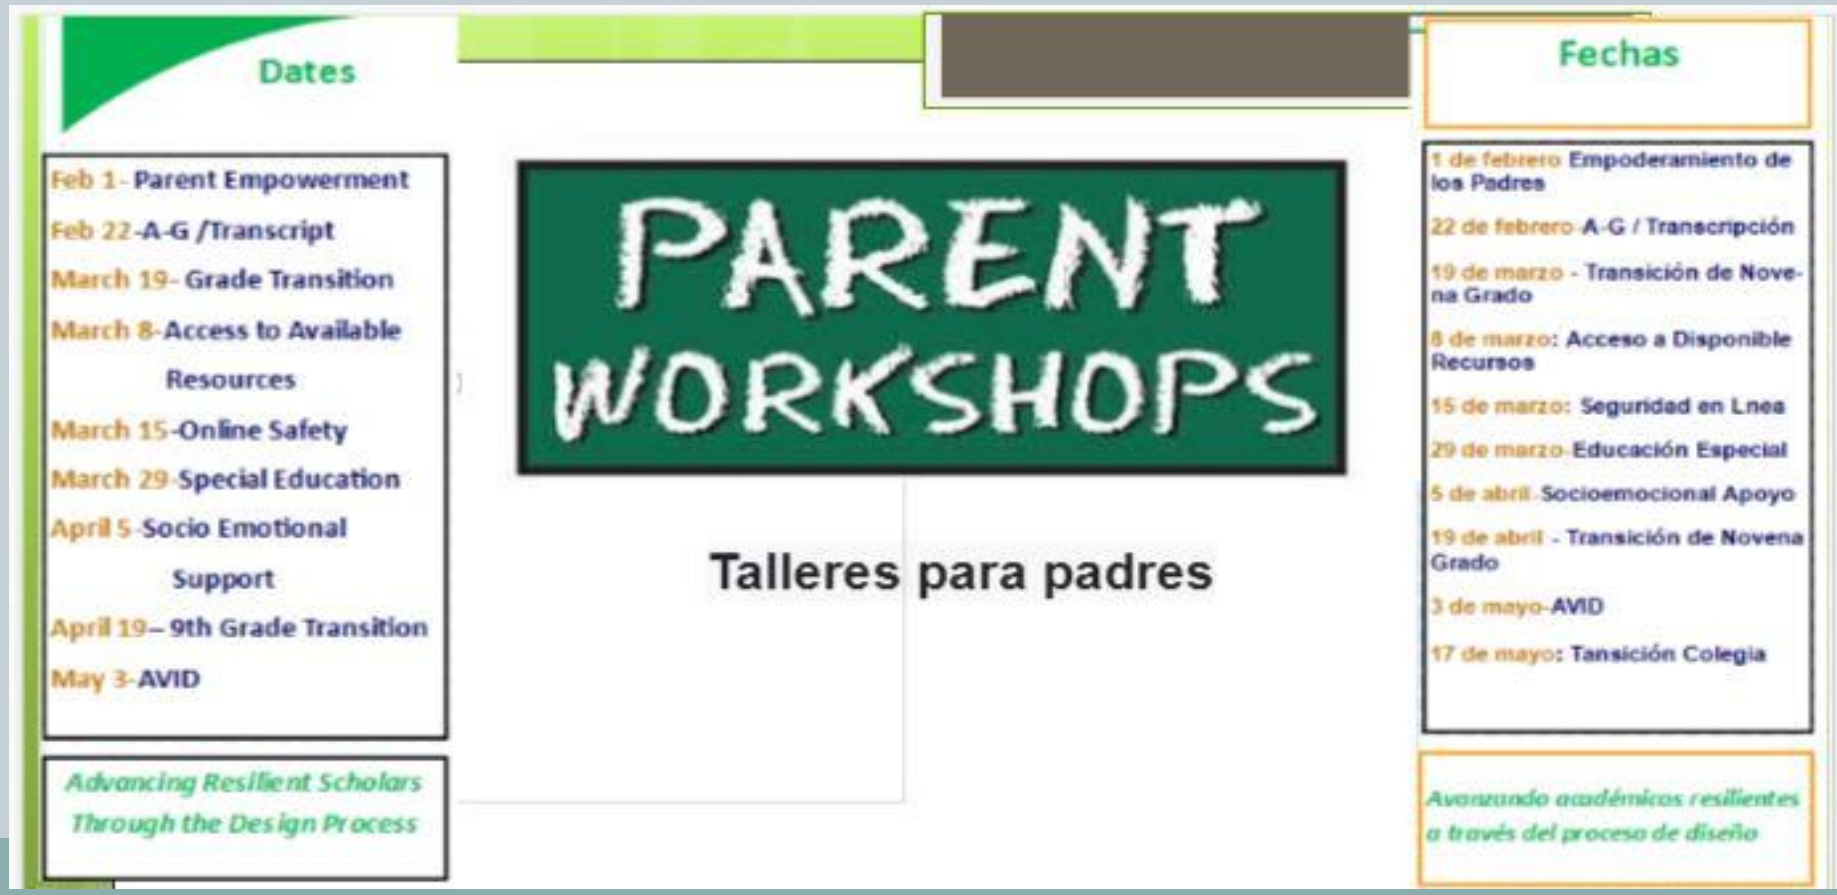 Dates
Feb 1- Parent Empowerment
Feb 22-A-G /Transcript
March 19- Grade Transition
March 8-Access to Available
Resources
March 15-Online Safety
March 29-Special Education
April 5-Socio Emotional
Support
April 19– 9th Grade Transition
May 3-AVID
Advancing Resilient Scholars
Through the Design Process
PARENT
WORKSHOPS
Talleres para padres
Fechas
1 de febrero Empoderamiento de
los Padres
22 de febrero-A-G / Transcripción
19 de marzo - Transición de Nove-
na Grado
8 de marzo: Acceso a Disponible
Recursos
15 de marzo: Seguridad en Lnea
29 de marzo-Educación Especial
5 de abril-Socioemocional Apoyo
19 de abril - Transición de Novena
Grado
3 de mayo-AVID
17 de mayo: Tansición Colegia
Avanzando académicos resilientes
a través del proceso de diseño